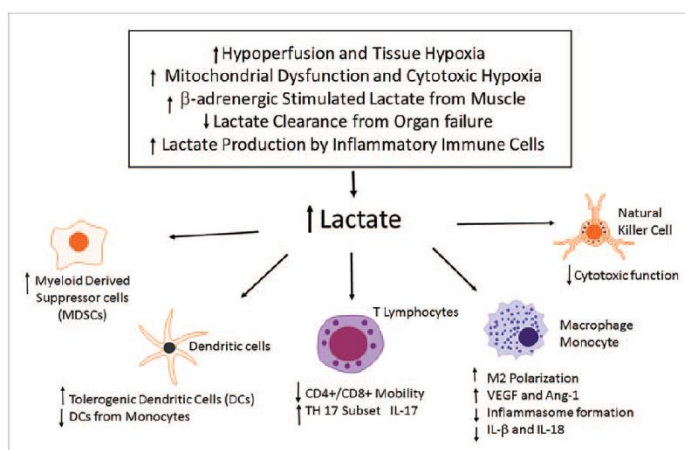 ↑Hypoperfusion and Tissue Hypoxia
↑ Mitochondrial Dysfunction and Cytotoxic Hypoxia
↑ β-adrenergic Stimulated Lactate from Muscle
↓Lactate Clearance from Organ failure
↑ Lactate Production by Inflammatory Immune Cells
↑Lactate
Natural
Killer Cell
↓ Cytotoxic function
↑ Myeloid Derived
Suppressor cells
(MDSCs)
Dendritic cells
↑ Tolerogenic Dendritic Cells (DCs)
↓ DCs from Monocytes
T Lymphocytes
↓ CD4+/CD8+ Mobility
↑ TH 17 Subset IL-17
Macrophage
Monocyte
↑ M2 Polarization
↑ VEGF and Ang-1
↓ Inflammasome formation
↓ IL-β and IL-18